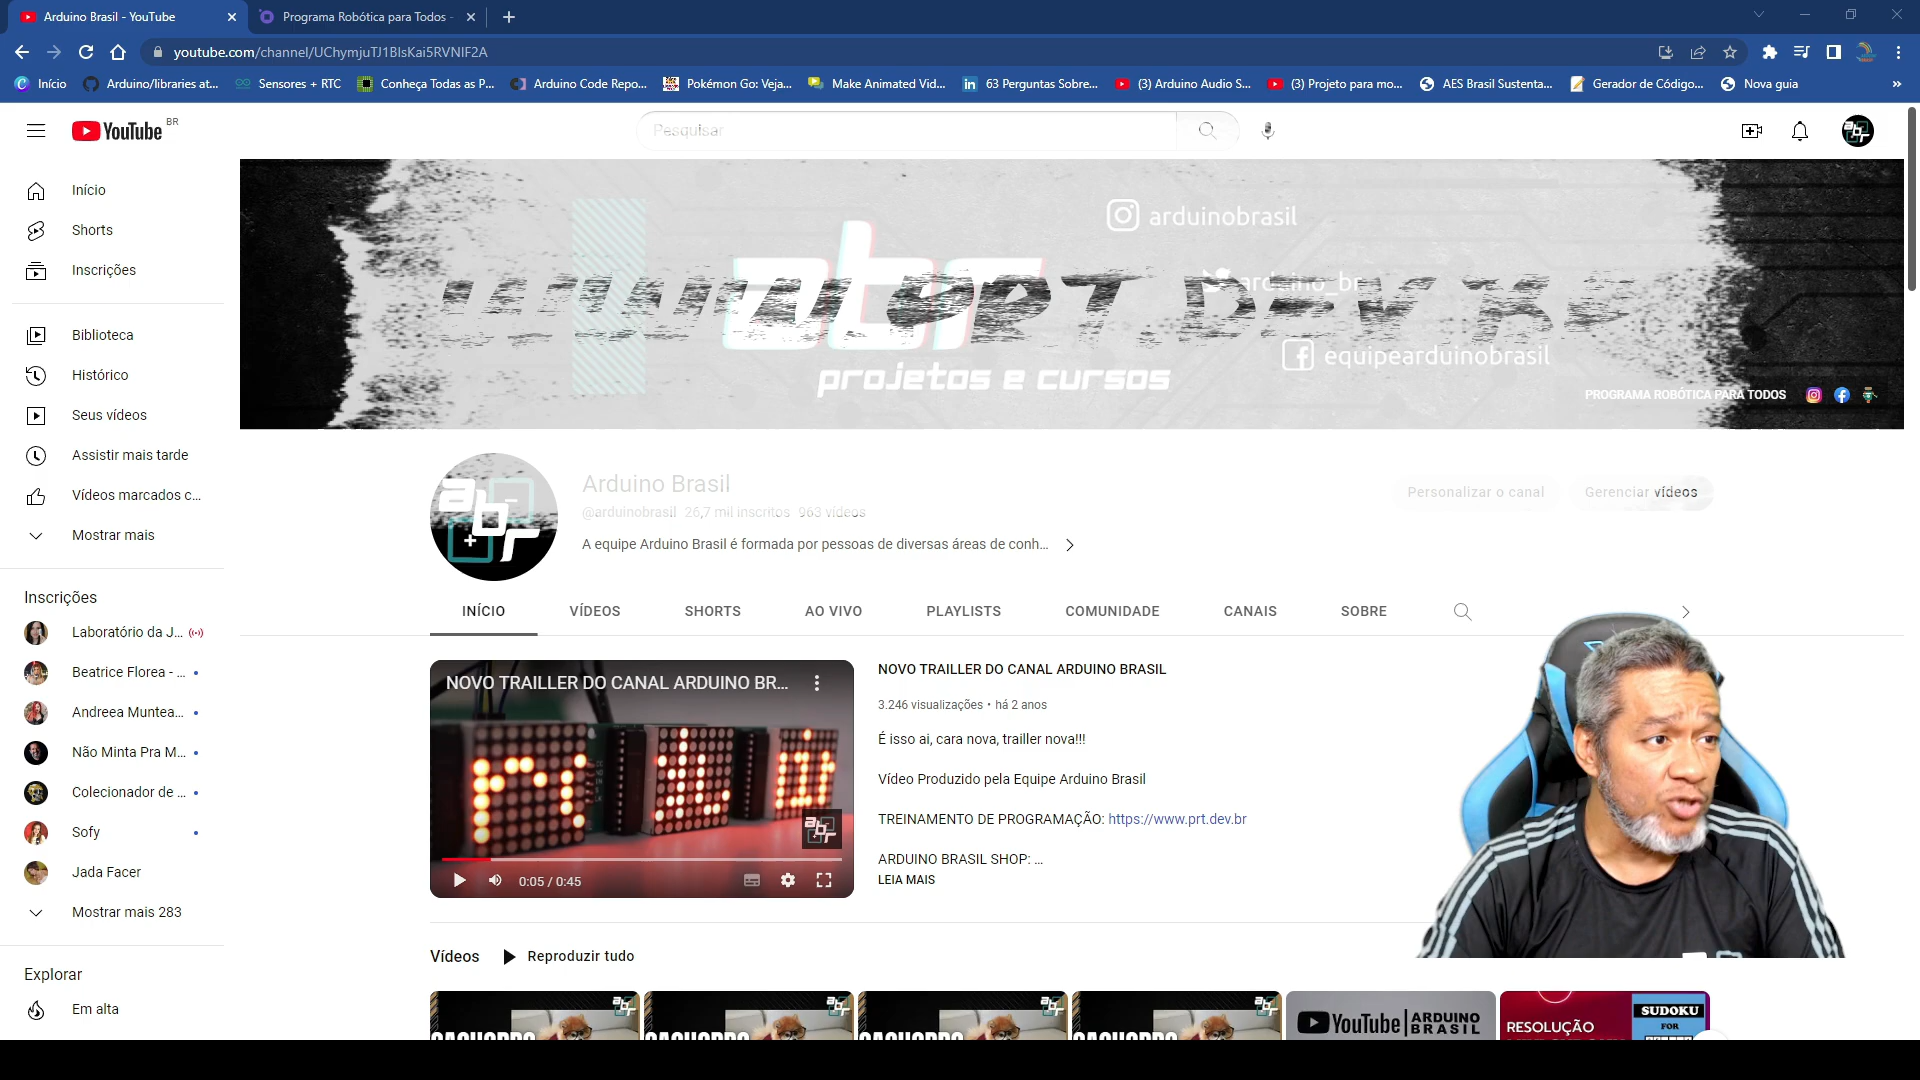 Arduino Brasil - YouTube
Programa Robótica para Todos -
youtube.com/channel/UChymjuTJ1BlsKai5RVNIF2A
Início
Arduino/libraries at...
Sensores + RTC
Conheça Todas as P...
Arduino Code Repo...
Pokémon Go: Veja...
Make Animated Vid...
63 Perguntas Sobre...
(3) Arduino Audio S...
(3) Projeto para mo...
AES Brasil Sustenta...
Gerador de Código...
Nova guia
YouTube BR
Pesquisar
Início
Shorts
Inscrições
Biblioteca
Histórico
Seus vídeos
Assistir mais tarde
Vídeos marcados c...
Mostrar mais
Inscrições
Laboratório da J...
Beatrice Florea - ...
Andreea Muntea...
Não Minta Pra M...
Colecionador de ...
Sofy
Jada Facer
Mostrar mais 283
Explorar
Em alta
arduinobrasil
arduino_br
equipearduinobrasil
abr
projetos e cursos
PROGRAMA ROBÓTICA PARA TODOS
Arduino Brasil
@arduinobrasil 26,7 mil inscritos 963 vídeos
A equipe Arduino Brasil é formada por pessoas de diversas áreas de conh...
Personalizar o canal
Gerenciar vídeos
INÍCIO
VÍDEOS
SHORTS
AO VIVO
PLAYLISTS
COMUNIDADE
CANAIS
SOBRE
NOVO TRAILLER DO CANAL ARDUINO BR...
0:05 / 0:45
NOVO TRAILLER DO CANAL ARDUINO BRASIL
3.246 visualizações • há 2 anos
É isso ai, cara nova, trailler nova!!!
Vídeo Produzido pela Equipe Arduino Brasil
TREINAMENTO DE PROGRAMAÇÃO: https://www.prt.dev.br
ARDUINO BRASIL SHOP: ...
LEIA MAIS
Vídeos
Reproduzir tudo
CACHORRO
CACHORRO
CACHORRO
CACHORRO
YouTube | ARDUINO BRASIL
RESOLUÇÃO
SUDOKU
FOR